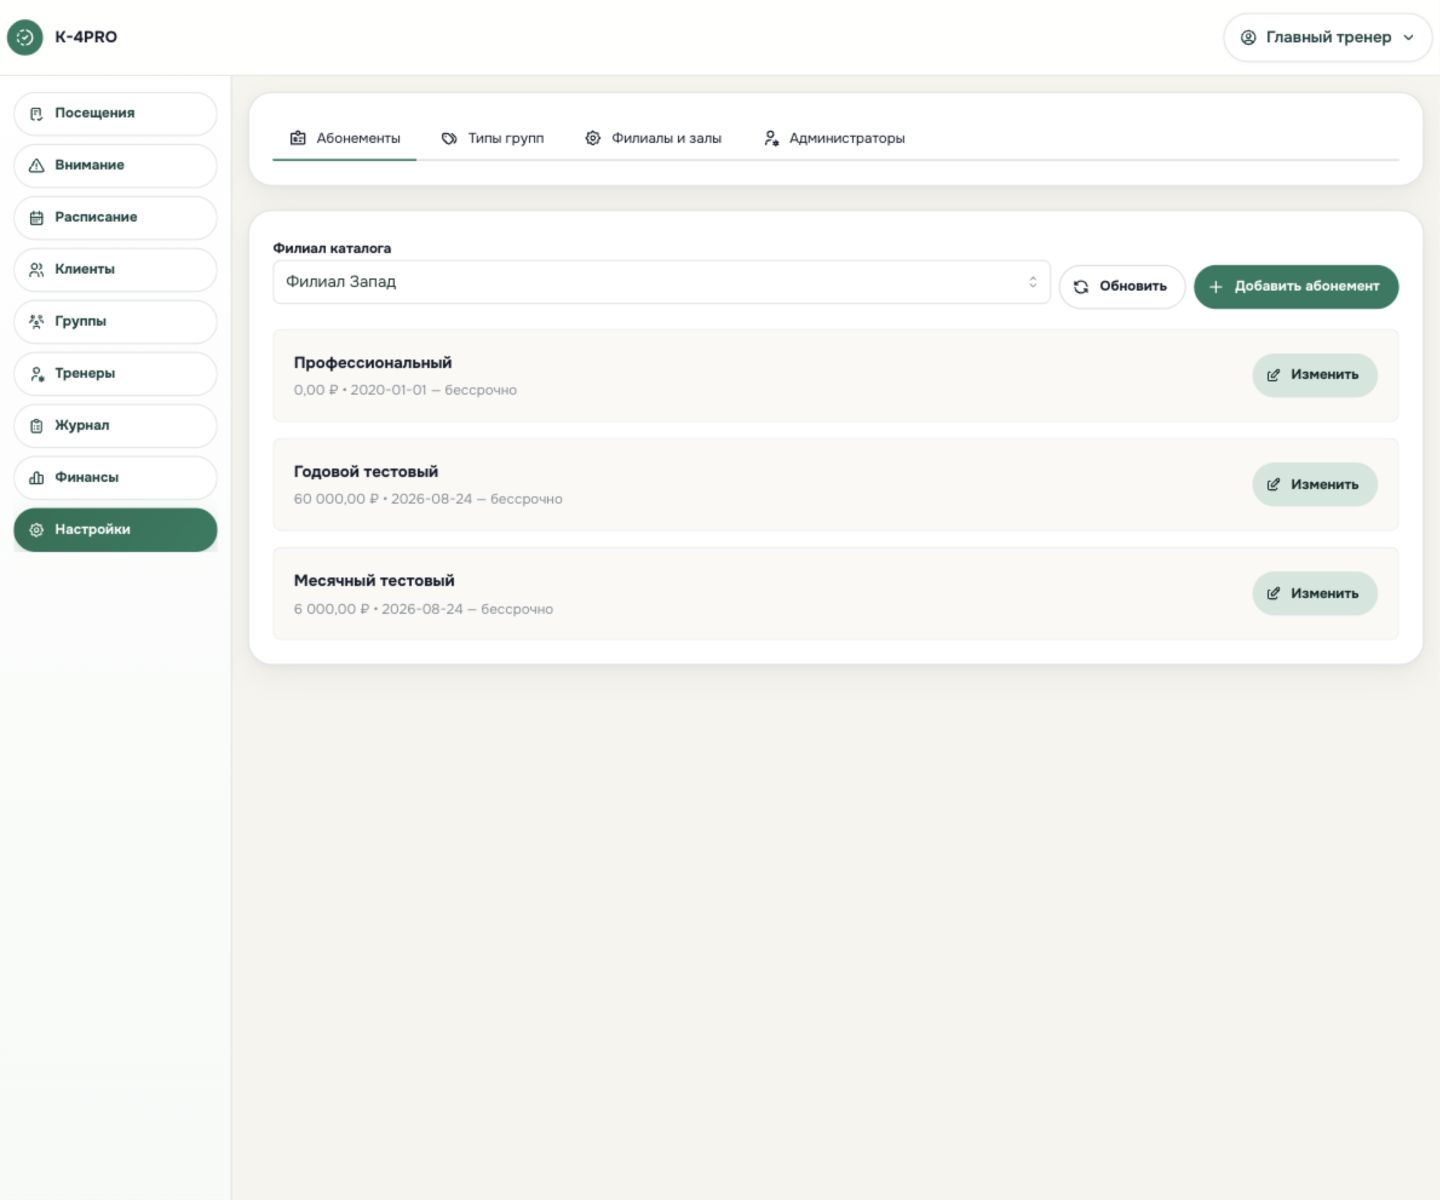 K-4PRO
Главный тренер
Посещения
Внимание
Расписание
Клиенты
Группы
Тренеры
Журнал
Финансы
Настройки
Абонементы
Типы групп
Филиалы и залы
Администраторы
Филиал каталога
Филиал Запад
Обновить
+ Добавить абонемент
Профессиональный
0,00 ₽ • 2020-01-01 — бессрочно
Изменить
Годовой тестовый
60 000,00 ₽ • 2026-08-24 — бессрочно
Изменить
Месячный тестовый
6 000,00 ₽ • 2026-08-24 — бессрочно
Изменить